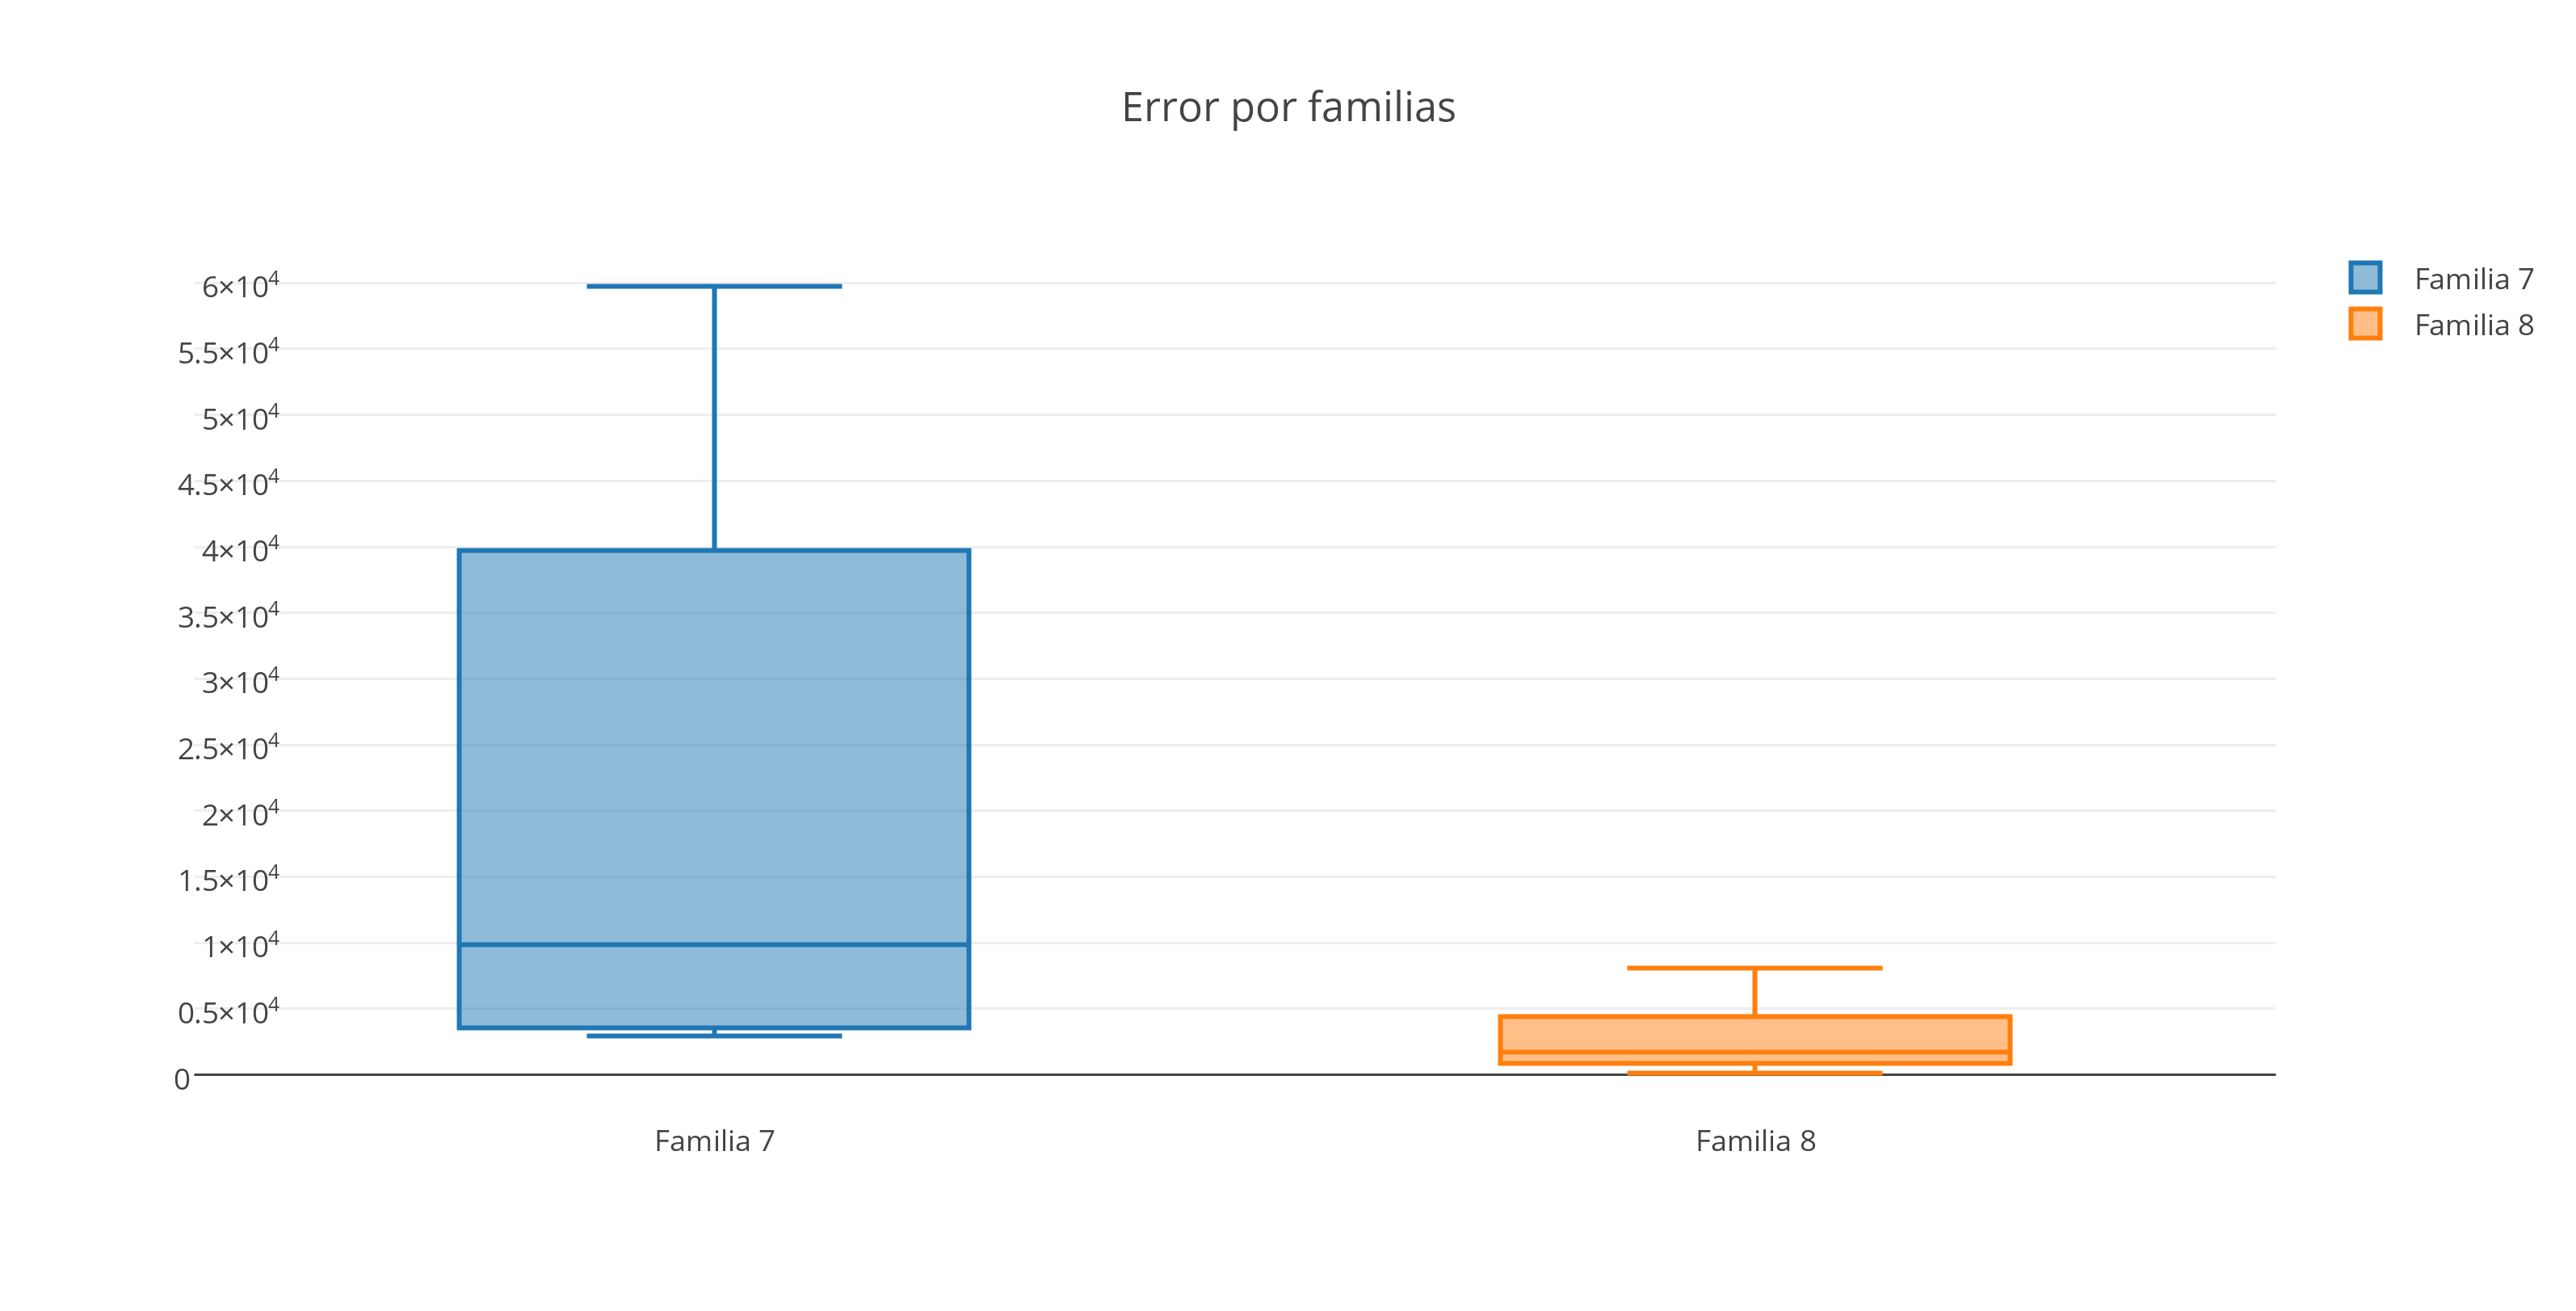 Error por familias
6×10⁴
5.5×10⁴
5×10⁴
4.5×10⁴
4×10⁴
3.5×10⁴
3×10⁴
2.5×10⁴
2×10⁴
1.5×10⁴
1×10⁴
0.5×10⁴
0
Familia 7
Familia 8
Familia 7
Familia 8